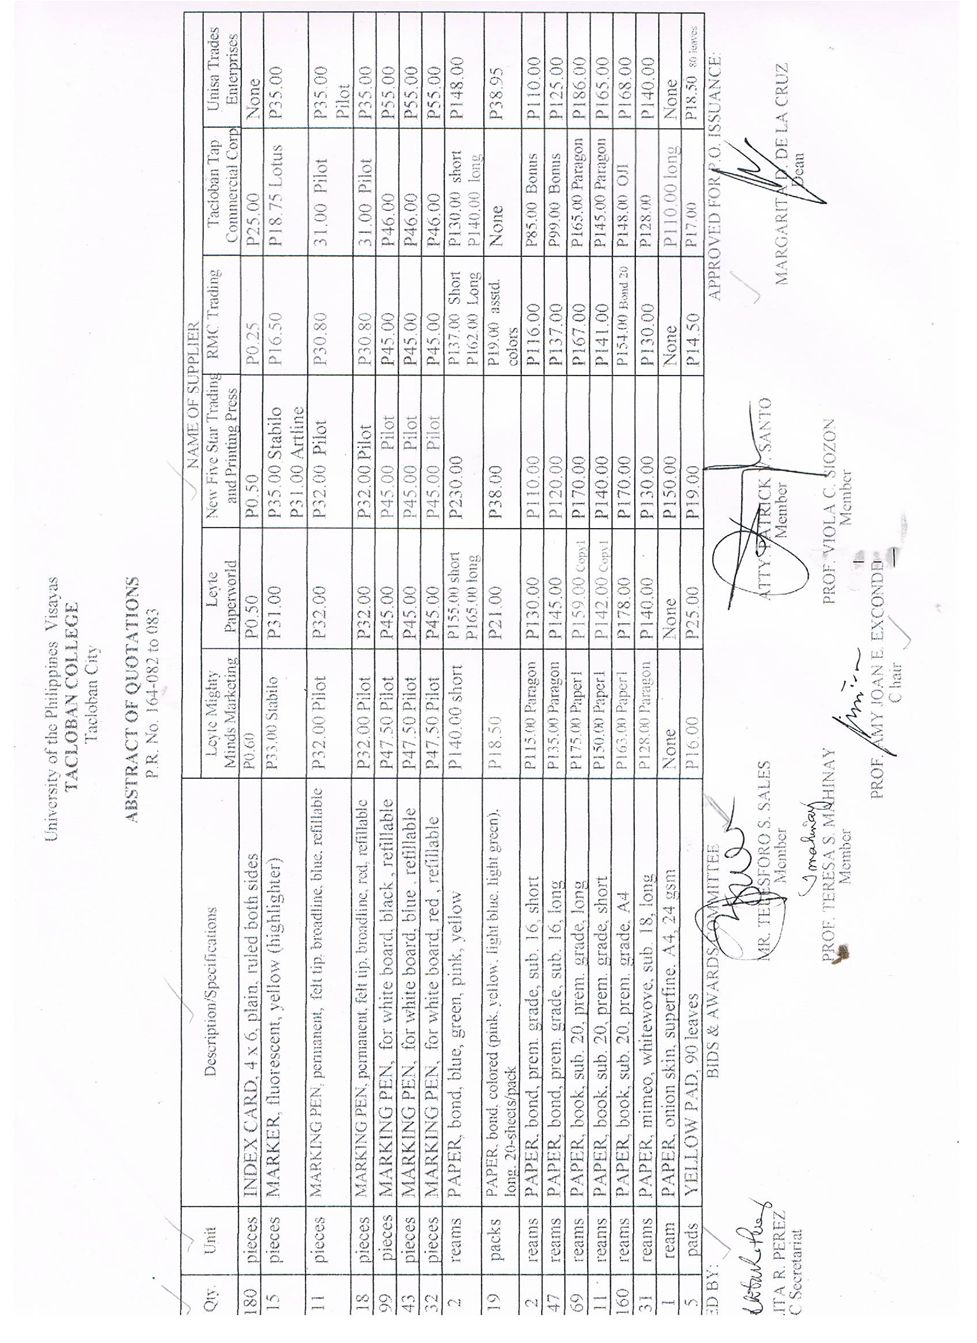 University of the Philippines Visayas
TACLOBAN COLLEGE
Tacloban City
ABSTRACT OF QUOTATIONS
P.R. No. 164-082 to 083
NAME OF SUPPLIER
Qty. Unit Description/Specifications Leyte Mighty Minds Marketing Leyte Paperworld New Five Star Trading and Printing Press RMC Trading Tacloban Tap Commercial Corp Unisa Trades Enterprises
180 pieces INDEX CARD, 4 x 6, plain, ruled both sides P0.60 P0.50 P0.50 P0.25 P25.00 None
15 pieces MARKER, fluorescent, yellow (highlighter) P33.00 Stabilo P31.00 P35.00 Stabilo P31.00 Artline P16.50 P18.75 Lotus P35.00
11 pieces MARKING PEN, permanent, felt tip, broadline, blue, refillable P32.00 Pilot P32.00 P32.00 Pilot P30.80 31.00 Pilot P35.00 Pilot
18 pieces MARKING PEN, permanent, felt tip, broadline, red, refillable P32.00 Pilot P32.00 P32.00 Pilot P30.80 31.00 Pilot P35.00
99 pieces MARKING PEN, for white board, black , refillable P47.50 Pilot P45.00 P45.00 Pilot P45.00 P46.00 P55.00
43 pieces MARKING PEN, for white board, blue , refillable P47.50 Pilot P45.00 P45.00 Pilot P45.00 P46.00 P55.00
32 pieces MARKING PEN, for white board, red , refillable P47.50 Pilot P45.00 P45.00 Pilot P45.00 P46.00 P55.00
2 reams PAPER, bond, blue, green, pink, yellow P140.00 short P155.00 short P165.00 long P230.00 P137.00 Short P162.00 Long P130.00 short P140.00 long P148.00
19 packs PAPER, bond, colored (pink, yellow, light blue, light green), long, 20-sheets/pack P18.50 P21.00 P38.00 P19.00 asstd. colors None P38.95
2 reams PAPER, bond, prem. grade, sub. 16, short P115.00 Paragon P130.00 P110.00 P116.00 P85.00 Bonus P110.00
47 reams PAPER, bond, prem. grade, sub. 16, long P135.00 Paragon P145.00 P120.00 P137.00 P99.00 Bonus P125.00
69 reams PAPER, book, sub. 20, prem. grade, long P175.00 Paper1 P159.00 Copy1 P170.00 P167.00 P165.00 Paragon P186.00
11 reams PAPER, book, sub. 20, prem. grade, short P150.00 Paper1 P142.00 Copy1 P140.00 P141.00 P145.00 Paragon P165.00
160 reams PAPER, book, sub. 20, prem. grade, A4 P163.00 Paper1 P178.00 P170.00 P154.00 Bond 20 P148.00 OJI P168.00
31 reams PAPER, mimeo, whitewove, sub. 18, long P128.00 Paragon P140.00 P130.00 P130.00 P128.00 P140.00
1 ream PAPER, onion skin, superfine, A4, 24 gsm None None P150.00 None P110.00 long None
5 pads YELLOW PAD, 90 leaves P16.00 P25.00 P19.00 P14.50 P17.00 P18.50 80 leaves
ED BY: BIDS & AWARDS COMMITTEE APPROVED FOR P.O. ISSUANCE:
LITA R. PEREZ
C Secretariat
MR. TELESFORO S. SALES
Member
ATTY. PATRICK SANTO
Member
MARGARITA D. DE LA CRUZ
Dean
PROF. TERESA S. MAHINAY
Member
PROF. VIOLA C. SIOZON
Member
PROF. AMY JOAN E. EXCONDE
Chair